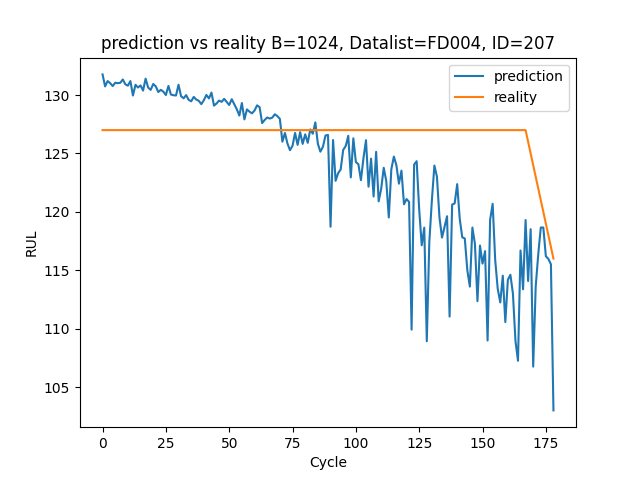 prediction vs reality B=1024, Datalist=FD004, ID=207
prediction
reality
RUL
130
125
120
115
110
105
0 25 50 75 100 125 150 175
Cycle